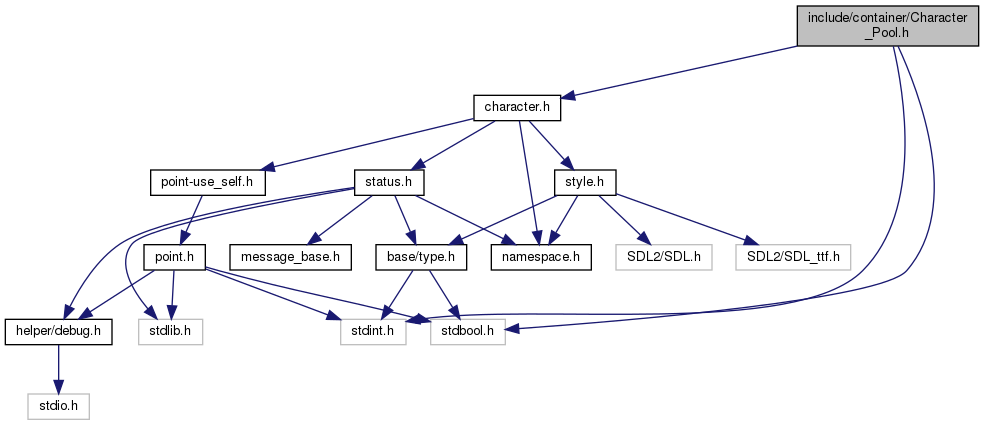 include/container/Character
_Pool.h
character.h
point-use_self.h
status.h
style.h
point.h
message_base.h
base/type.h
namespace.h
SDL2/SDL.h
SDL2/SDL_ttf.h
helper/debug.h
stdlib.h
stdint.h
stdbool.h
stdio.h